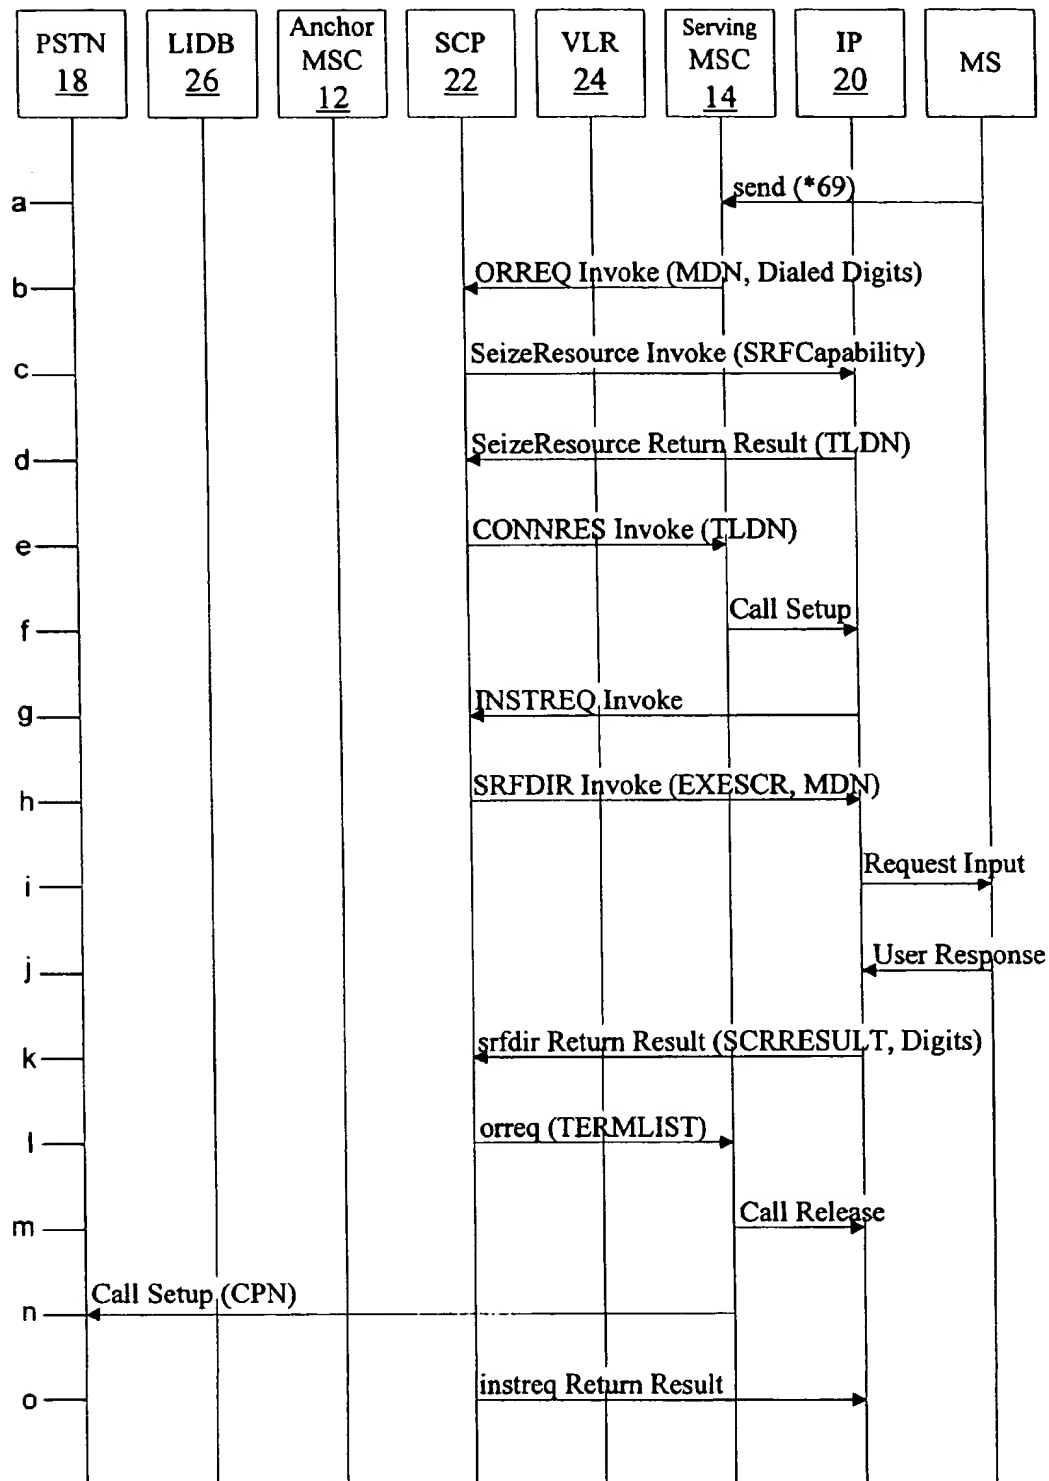 PSTN
18
LIDB
26
Anchor
MSC
12
SCP
22
VLR
24
Serving
MSC
14
IP
20
MS
a
send (*69)
b
ORREQ Invoke (MDN, Dialed Digits)
c
SeizeResource Invoke (SRFCapability)
d
SeizeResource Return Result (TLDN)
e
CONNRES Invoke (TLDN)
f
Call Setup
g
INSTREQ Invoke
h
SRFDIR Invoke (EXESCR, MDN)
i
Request Input
j
User Response
k
srfdir Return Result (SCRRESULT, Digits)
l
orreq (TERMLIST)
m
Call Release
n
Call Setup (CPN)
o
instreq Return Result